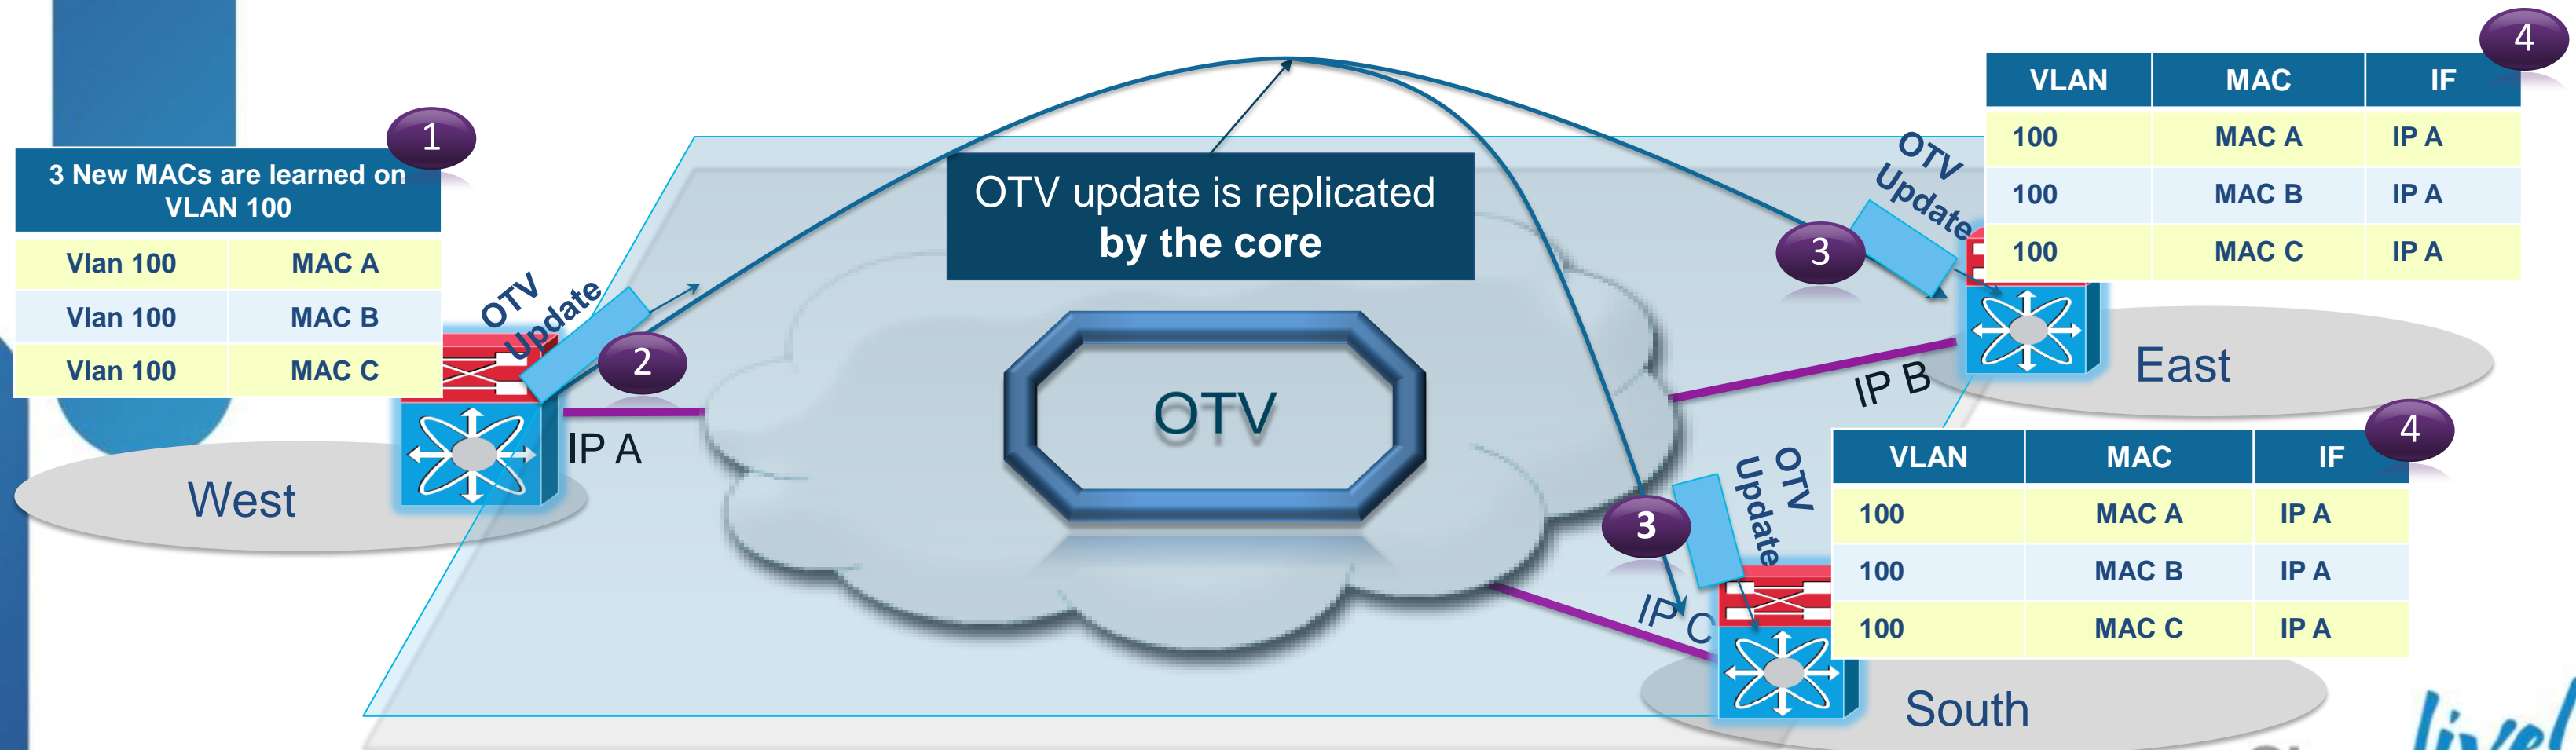 1
3 New MACs are learned on
VLAN 100
Vlan 100 MAC A
Vlan 100 MAC B
Vlan 100 MAC C
OTV
Update
2
IP A
West
OTV update is replicated
by the core
OTV
3
OTV
Update
4
VLAN MAC IF
100 MAC A IP A
100 MAC B IP A
100 MAC C IP A
IP B
East
3
OTV
Update
4
VLAN MAC IF
100 MAC A IP A
100 MAC B IP A
100 MAC C IP A
IP C
South